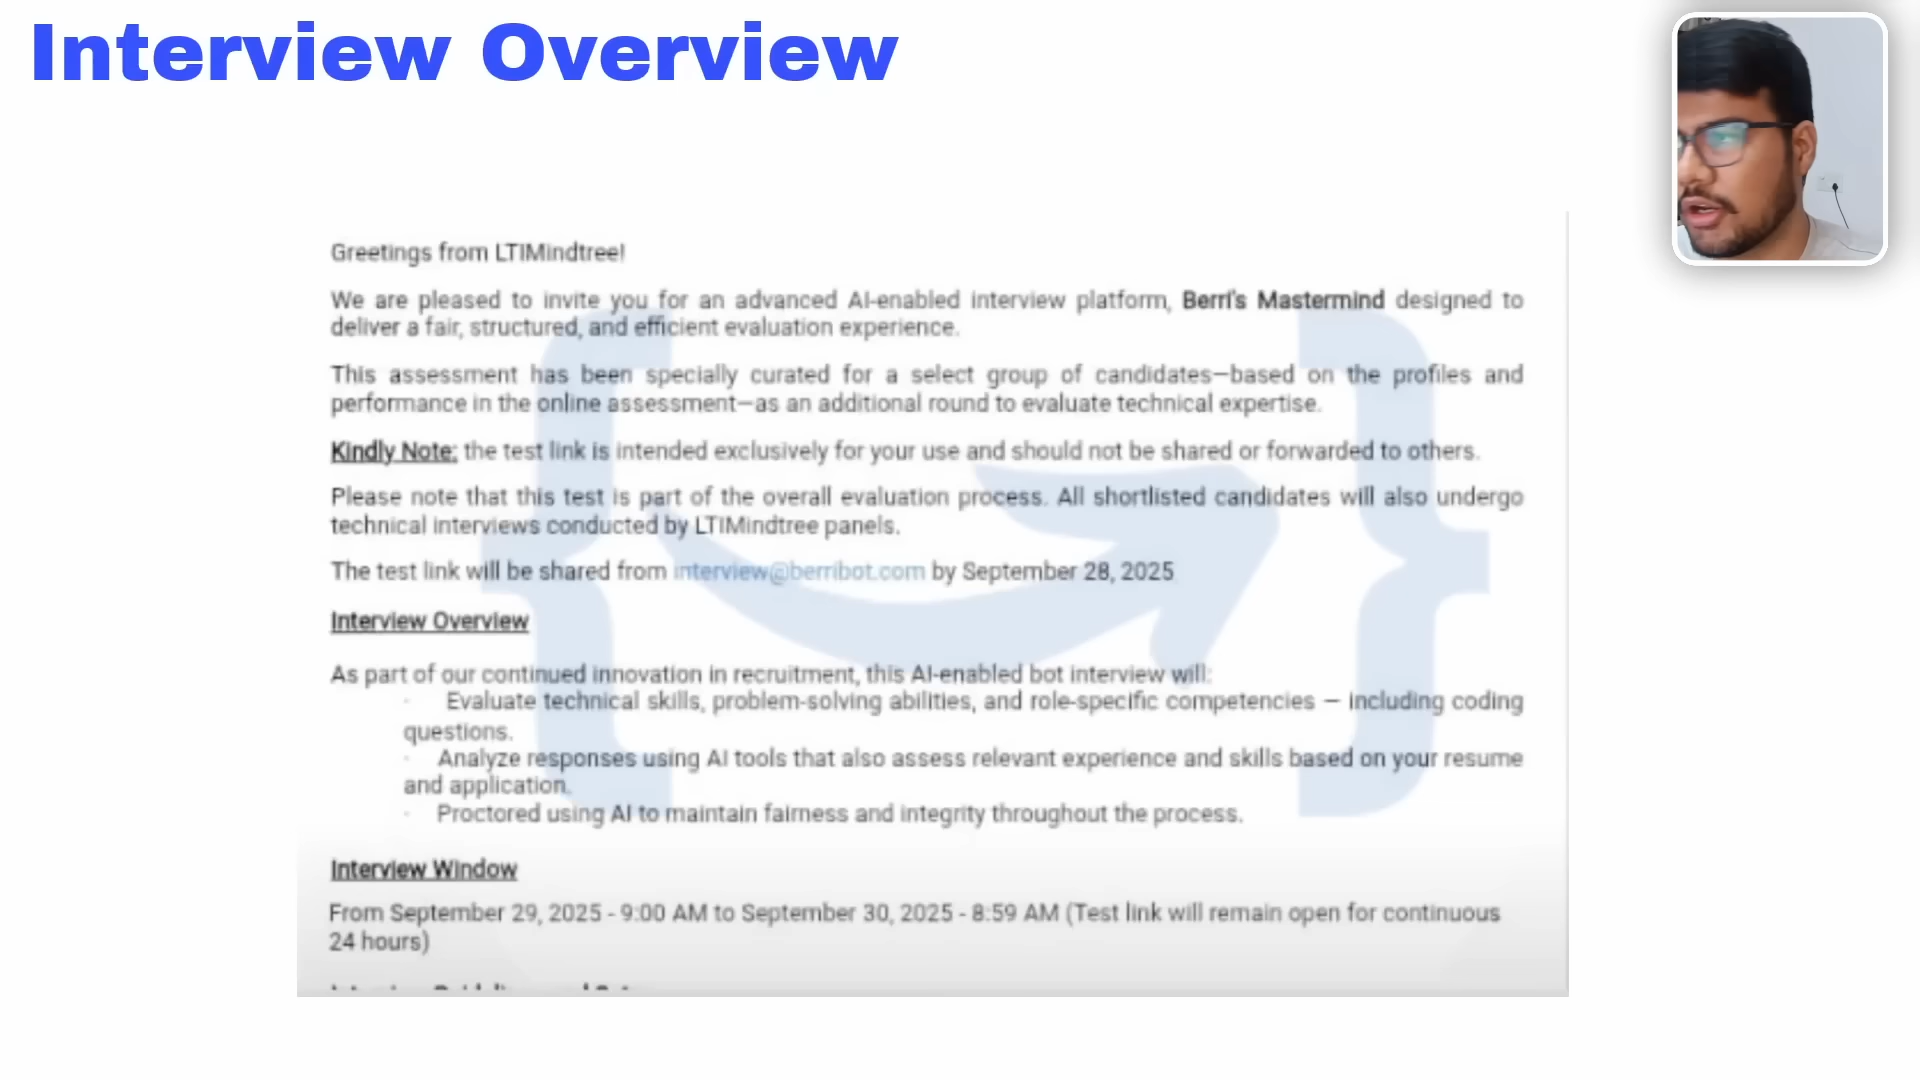 Interview Overview
Greetings from LTIMindtree!
We are pleased to invite you for an advanced AI-enabled interview platform, Berri's Mastermind designed to
deliver a fair, structured, and efficient evaluation experience.
This assessment has been specially curated for a select group of candidates—based on the profiles and
performance in the online assessment—as an additional round to evaluate technical expertise.
Kindly Note: the test link is intended exclusively for your use and should not be shared or forwarded to others.
Please note that this test is part of the overall evaluation process. All shortlisted candidates will also undergo
technical interviews conducted by LTIMindtree panels.
The test link will be shared from interview@berribot.com by September 28, 2025
Interview Overview
As part of our continued innovation in recruitment, this AI-enabled bot interview will:
· Evaluate technical skills, problem-solving abilities, and role-specific competencies — including coding
questions.
· Analyze responses using AI tools that also assess relevant experience and skills based on your resume
and application.
· Proctored using AI to maintain fairness and integrity throughout the process.
Interview Window
From September 29, 2025 - 9:00 AM to September 30, 2025 - 8:59 AM (Test link will remain open for continuous
24 hours)